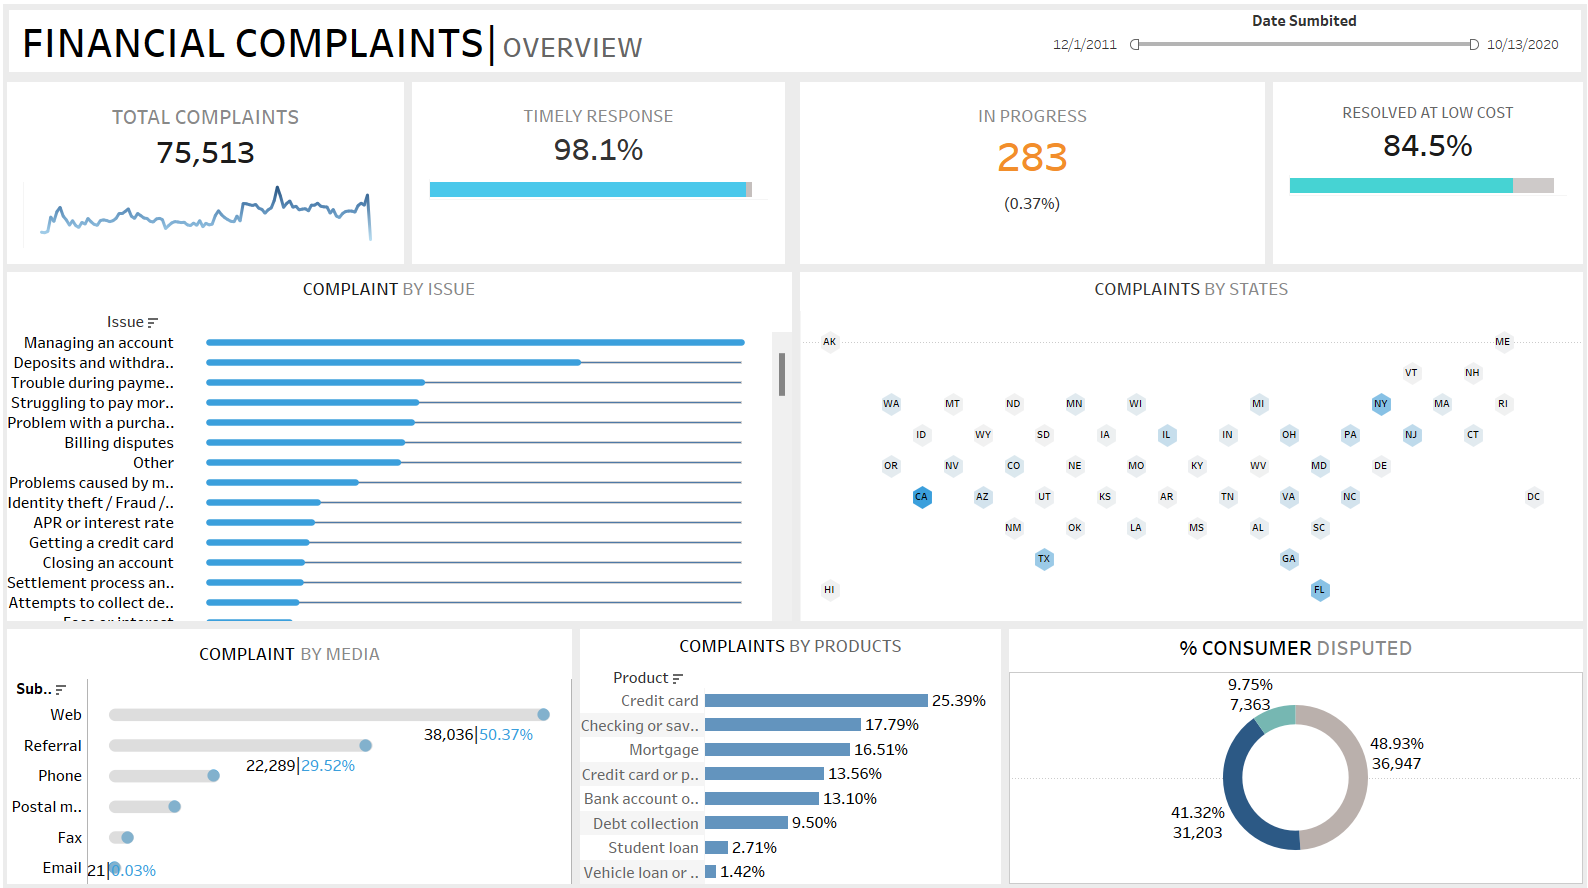 FINANCIAL COMPLAINTS| OVERVIEW
Date Sumbited
12/1/2011
10/13/2020
TOTAL COMPLAINTS
75,513
TIMELY RESPONSE
98.1%
IN PROGRESS
283
(0.37%)
RESOLVED AT LOW COST
84.5%
COMPLAINT BY ISSUE
Issue
Managing an account
Deposits and withdra..
Trouble during payme..
Struggling to pay mor..
Problem with a purcha..
Billing disputes
Other
Problems caused by m..
Identity theft / Fraud /..
APR or interest rate
Getting a credit card
Closing an account
Settlement process an..
Attempts to collect de..
Fees or interest
COMPLAINTS BY STATES
AK ME
VT NH
WA MT ND MN WI MI NY MA RI
ID WY SD IA IL IN OH PA NJ CT
OR NV CO NE MO KY WV MD DE
CA AZ UT KS AR TN VA NC DC
NM OK LA MS AL SC
TX GA
HI FL
COMPLAINT BY MEDIA
Sub..
Web
38,036|50.37%
Referral
22,289|29.52%
Phone
Postal m..
Fax
Email
21|0.03%
COMPLAINTS BY PRODUCTS
Product
Credit card 25.39%
Checking or sav.. 17.79%
Mortgage 16.51%
Credit card or p.. 13.56%
Bank account o.. 13.10%
Debt collection 9.50%
Student loan 2.71%
Vehicle loan or .. 1.42%
% CONSUMER DISPUTED
9.75%
7,363
48.93%
36,947
41.32%
31,203